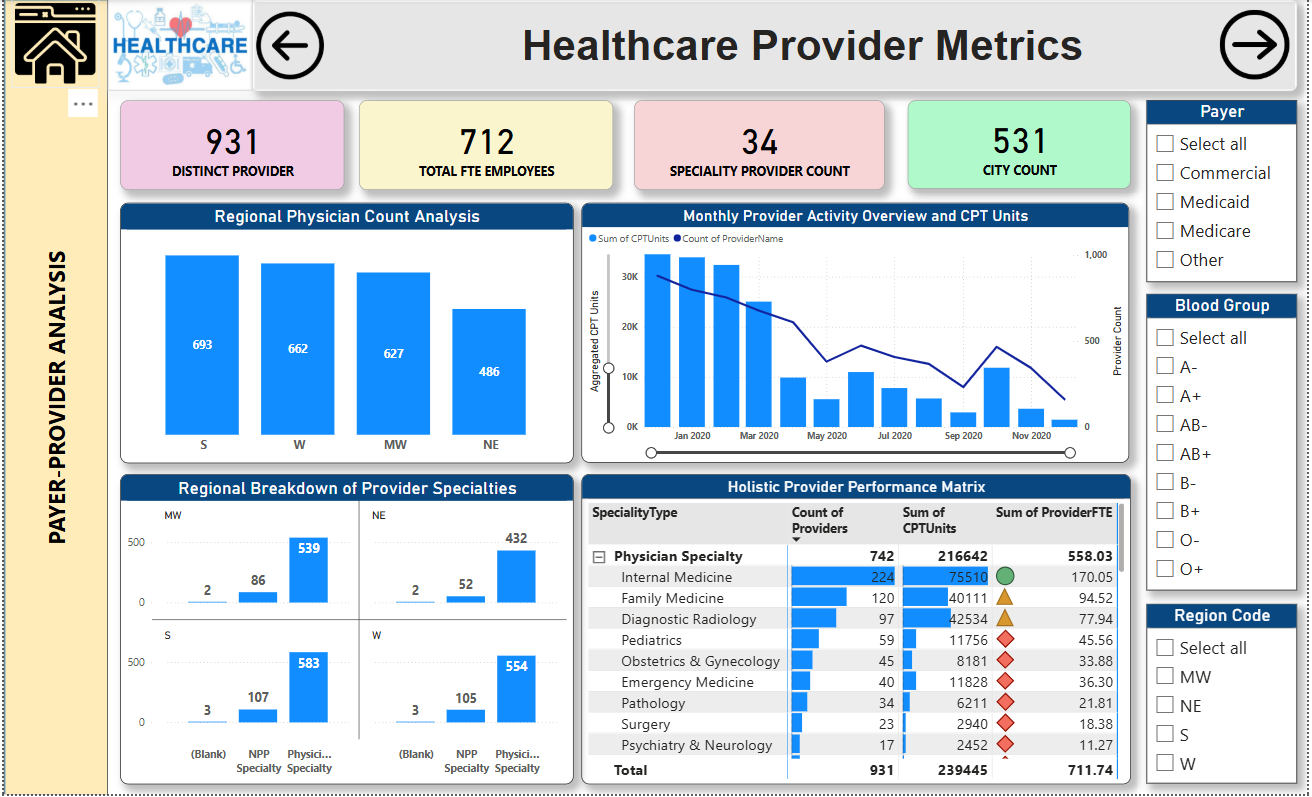 HEALTHCARE
Healthcare Provider Metrics
PAYER-PROVIDER ANALYSIS
931
DISTINCT PROVIDER
712
TOTAL FTE EMPLOYEES
34
SPECIALITY PROVIDER COUNT
531
CITY COUNT
Regional Physician Count Analysis
693
662
627
486
S W MW NE
Monthly Provider Activity Overview and CPT Units
Sum of CPTUnits Count of ProviderName
Aggregated CPT Units
30K
20K
10K
0K
1,000
500
0
Provider Count
Jan 2020 Mar 2020 May 2020 Jul 2020 Sep 2020 Nov 2020
Regional Breakdown of Provider Specialties
MW
500
0
2 86 539
NE
2 52 432
S
500
0
3 107 583
W
3 105 554
(Blank) NPP Physici... (Blank) NPP Physici...
Specialty Specialty Specialty Specialty
Holistic Provider Performance Matrix
SpecialityType Count of Sum of Sum of ProviderFTE
Providers CPTUnits
Physician Specialty 742 216642 558.03
Internal Medicine 224 75510 170.05
Family Medicine 120 40111 94.52
Diagnostic Radiology 97 42534 77.94
Pediatrics 59 11756 45.56
Obstetrics & Gynecology 45 8181 33.88
Emergency Medicine 40 11828 36.30
Pathology 34 6211 21.81
Surgery 23 2940 18.38
Psychiatry & Neurology 17 2452 11.27
Total 931 239445 711.74
Payer
Select all
Commercial
Medicaid
Medicare
Other
Blood Group
Select all
A-
A+
AB-
AB+
B-
B+
O-
O+
Region Code
Select all
MW
NE
S
W